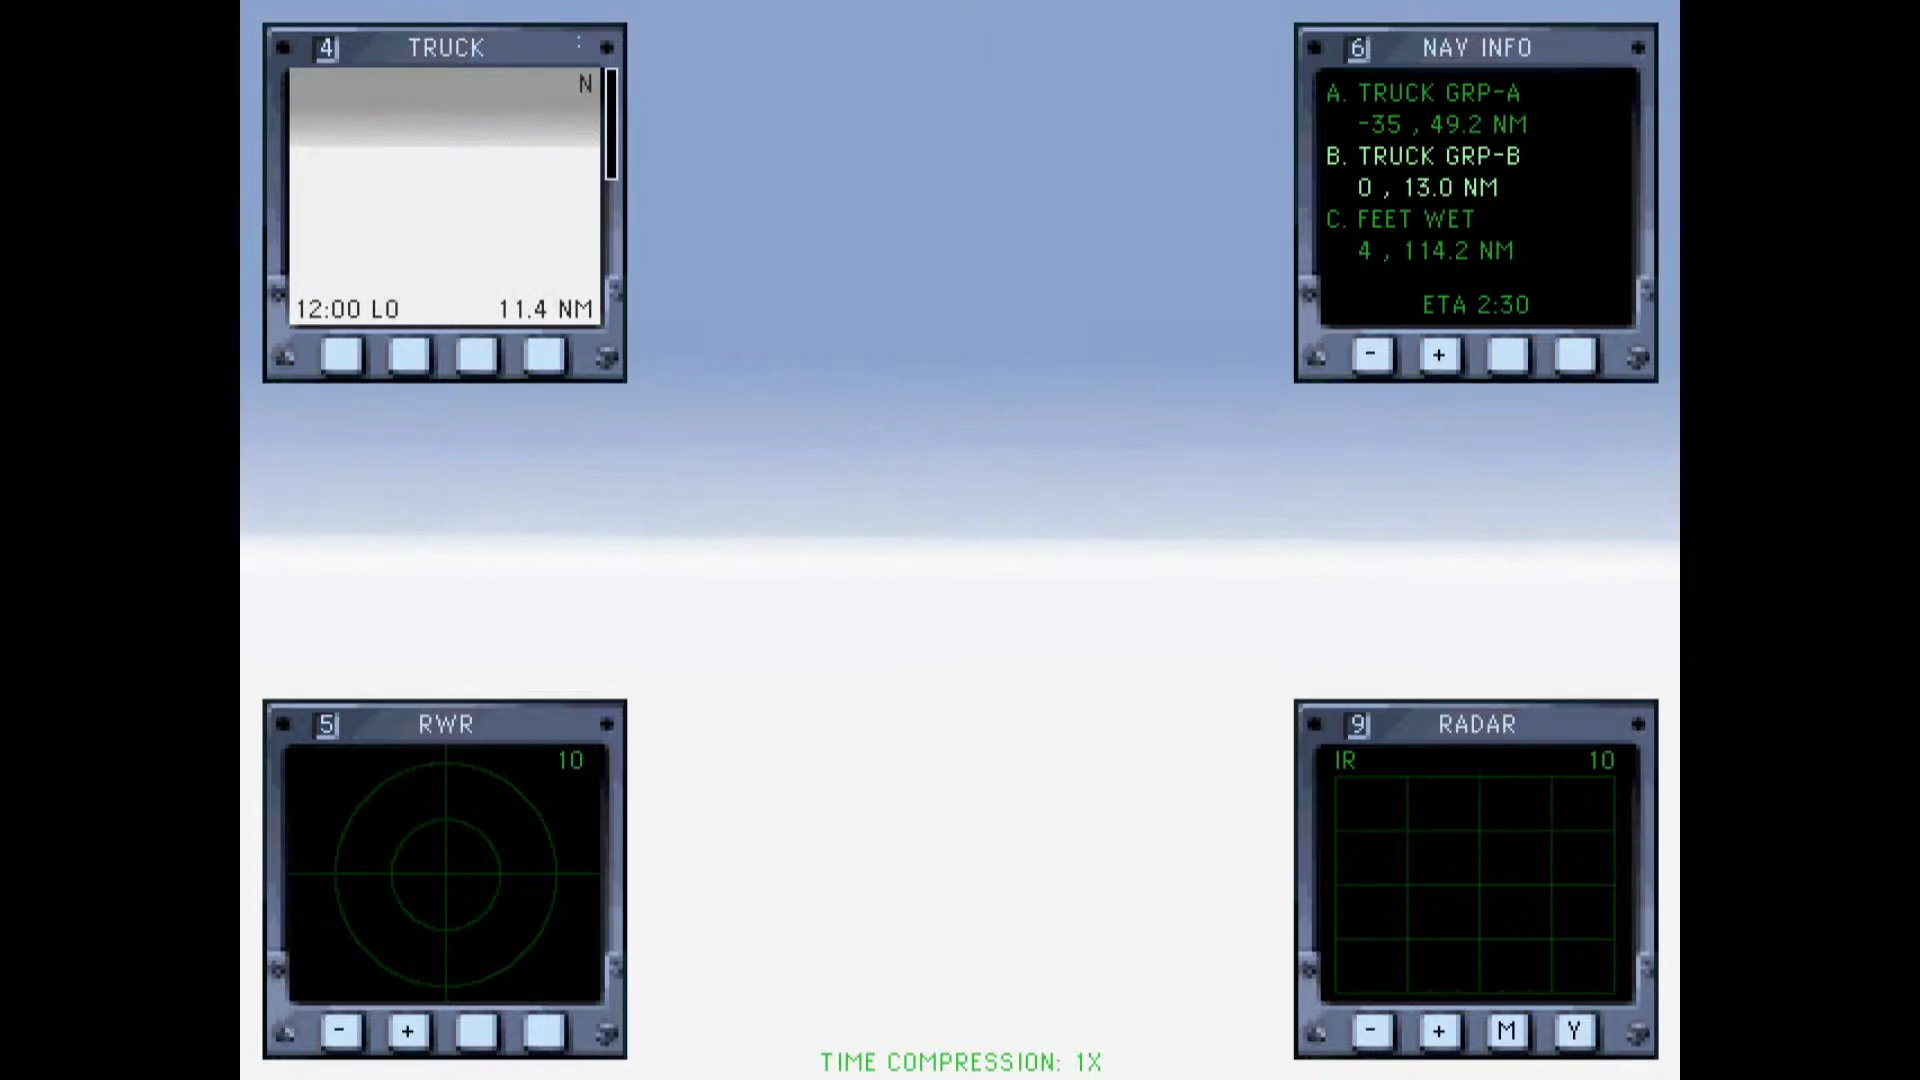 4 TRUCK
N
12:00 LO 11.4 NM
6 NAV INFO
A. TRUCK GRP-A
-35 , 49.2 NM
B. TRUCK GRP-B
0 , 13.0 NM
C. FEET WET
4 , 114.2 NM
ETA 2:30
- +
5 RWR
10
- +
9 RADAR
IR 10
- + M Y
TIME COMPRESSION: 1X